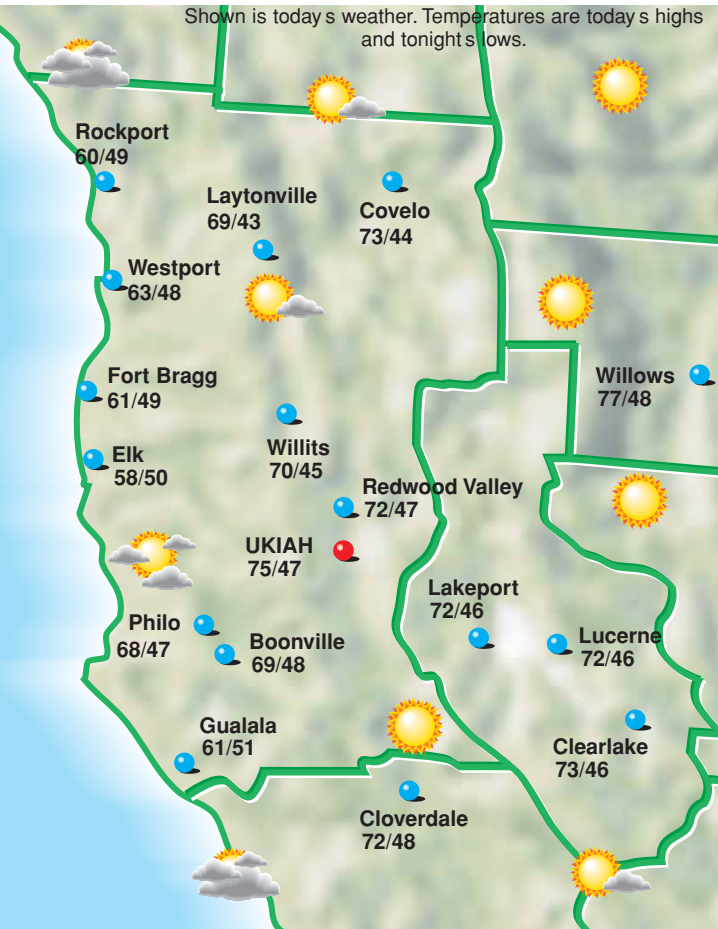 Shown is today s weather. Temperatures are today s highs
and tonight s lows.
Rockport
60/49
Laytonville
69/43
Covelo
73/44
Westport
63/48
Fort Bragg
61/49
Willows
77/48
Elk
58/50
Willits
70/45
Redwood Valley
72/47
UKIAH
75/47
Lakeport
72/46
Philo
68/47
Boonville
69/48
Lucerne
72/46
Gualala
61/51
Clearlake
73/46
Cloverdale
72/48